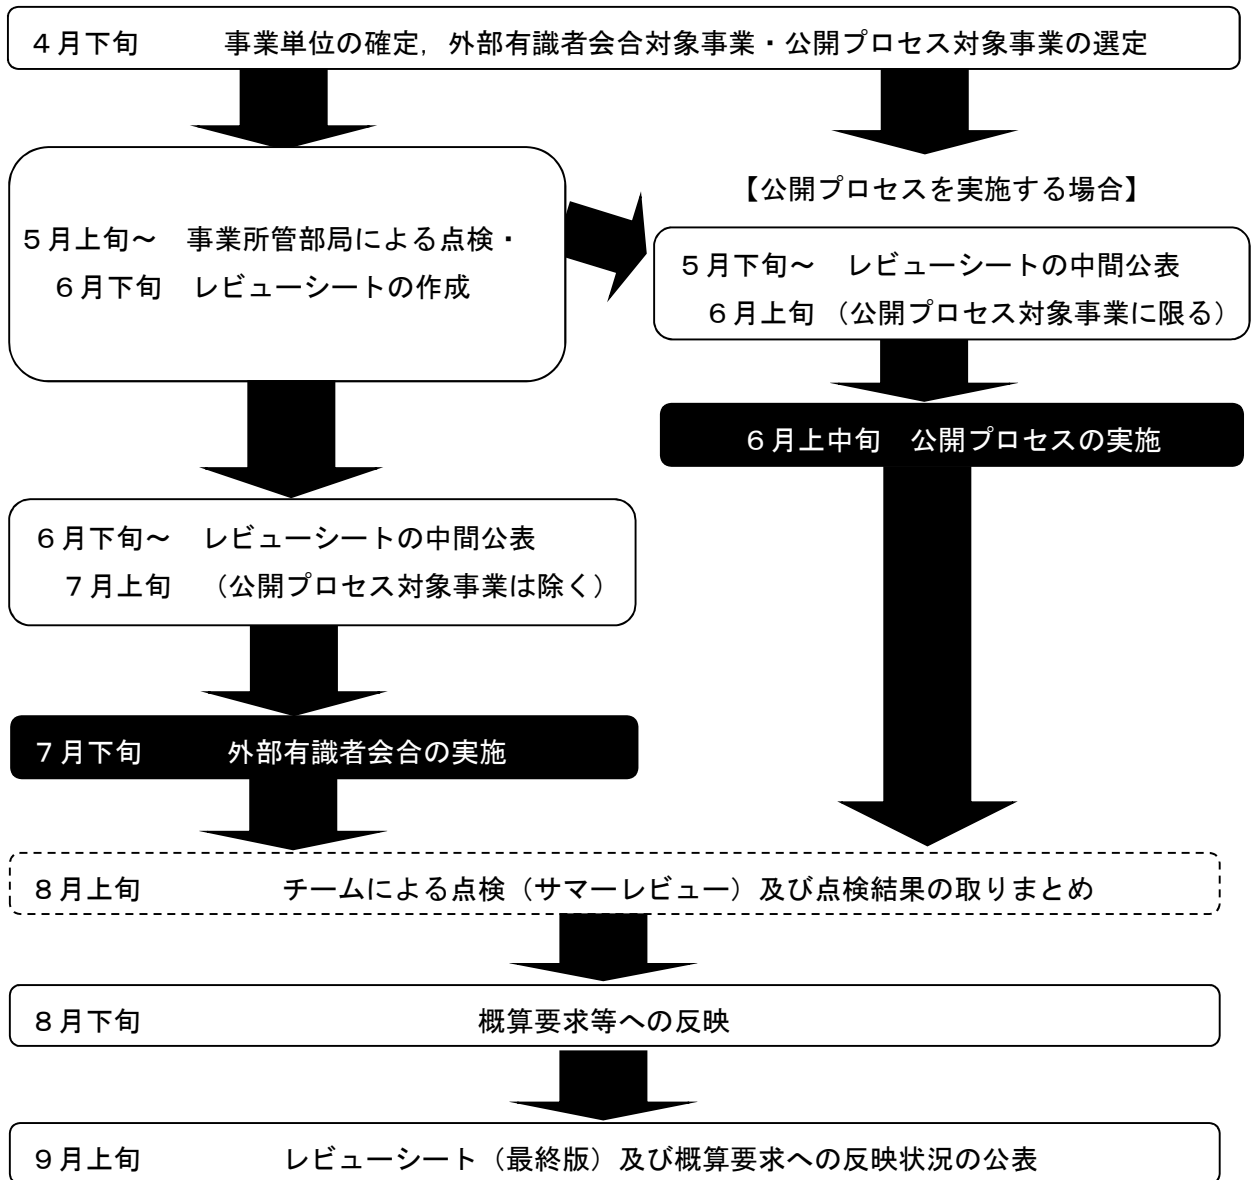 ４月下旬　　　事業単位の確定，外部有識者会合対象事業・公開プロセス対象事業の選定
５月上旬～　事業所管部局による点検・
６月下旬　レビューシートの作成
【公開プロセスを実施する場合】
５月下旬～　レビューシートの中間公表
６月上旬　（公開プロセス対象事業に限る）
６月上中旬　公開プロセスの実施
６月下旬～　レビューシートの中間公表
７月上旬　（公開プロセス対象事業は除く）
７月下旬　　　外部有識者会合の実施
８月上旬　　　チームによる点検（サマーレビュー）及び点検結果の取りまとめ
８月下旬　　　概算要求等への反映
９月上旬　　　レビューシート（最終版）及び概算要求への反映状況の公表